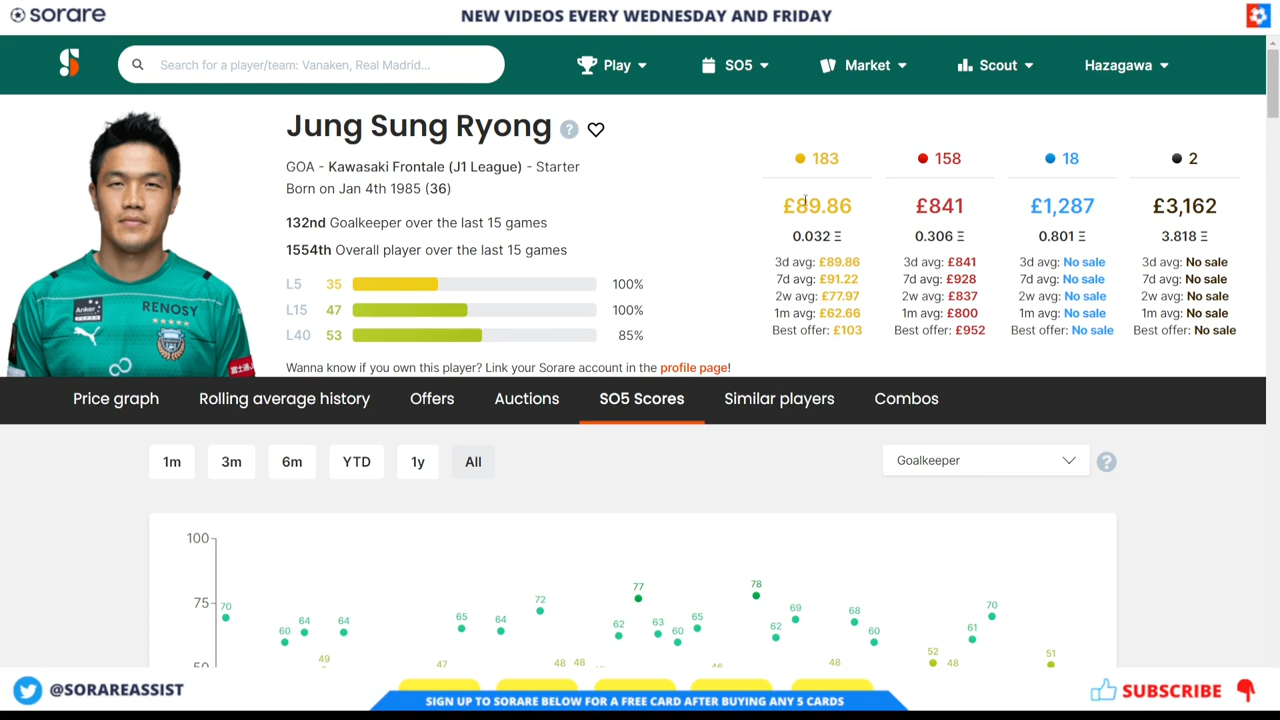 sorare
NEW VIDEOS EVERY WEDNESDAY AND FRIDAY
Search for a player/team: Vanaken, Real Madrid...
Play
SO5
Market
Scout
Hazagawa
Jung Sung Ryong ?
GOA - Kawasaki Frontale (J1 League) - Starter
Born on Jan 4th 1985 (36)
132nd Goalkeeper over the last 15 games
1554th Overall player over the last 15 games
L5 35 100%
L15 47 100%
L40 53 85%
Wanna know if you own this player? Link your Sorare account in the profile page!
183 158 18 2
£89.86 £841 £1,287 £3,162
0.032 Ξ 0.306 Ξ 0.801 Ξ 3.818 Ξ
3d avg: £89.86 3d avg: £841 3d avg: No sale 3d avg: No sale
7d avg: £91.22 7d avg: £928 7d avg: No sale 7d avg: No sale
2w avg: £77.97 2w avg: £837 2w avg: No sale 2w avg: No sale
1m avg: £62.66 1m avg: £800 1m avg: No sale 1m avg: No sale
Best offer: £103 Best offer: £952 Best offer: No sale Best offer: No sale
Anker
RENOSY
富士通
Price graph Rolling average history Offers Auctions SO5 Scores Similar players Combos
1m 3m 6m YTD 1y All
Goalkeeper ?
100
75
50
70 60 64 49 64 47 65 64 72 48 48 62 77 63 60 65 46 78 62 69 48 68 60 52 48 61 70 51
@SORAREASSIST
SIGN UP TO SORARE BELOW FOR A FREE CARD AFTER BUYING ANY 5 CARDS
SUBSCRIBE